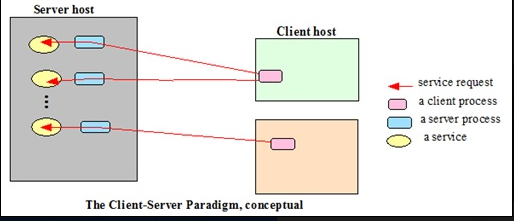 Server host
Client host
service request
a client process
a server process
a service
The Client-Server Paradigm, conceptual